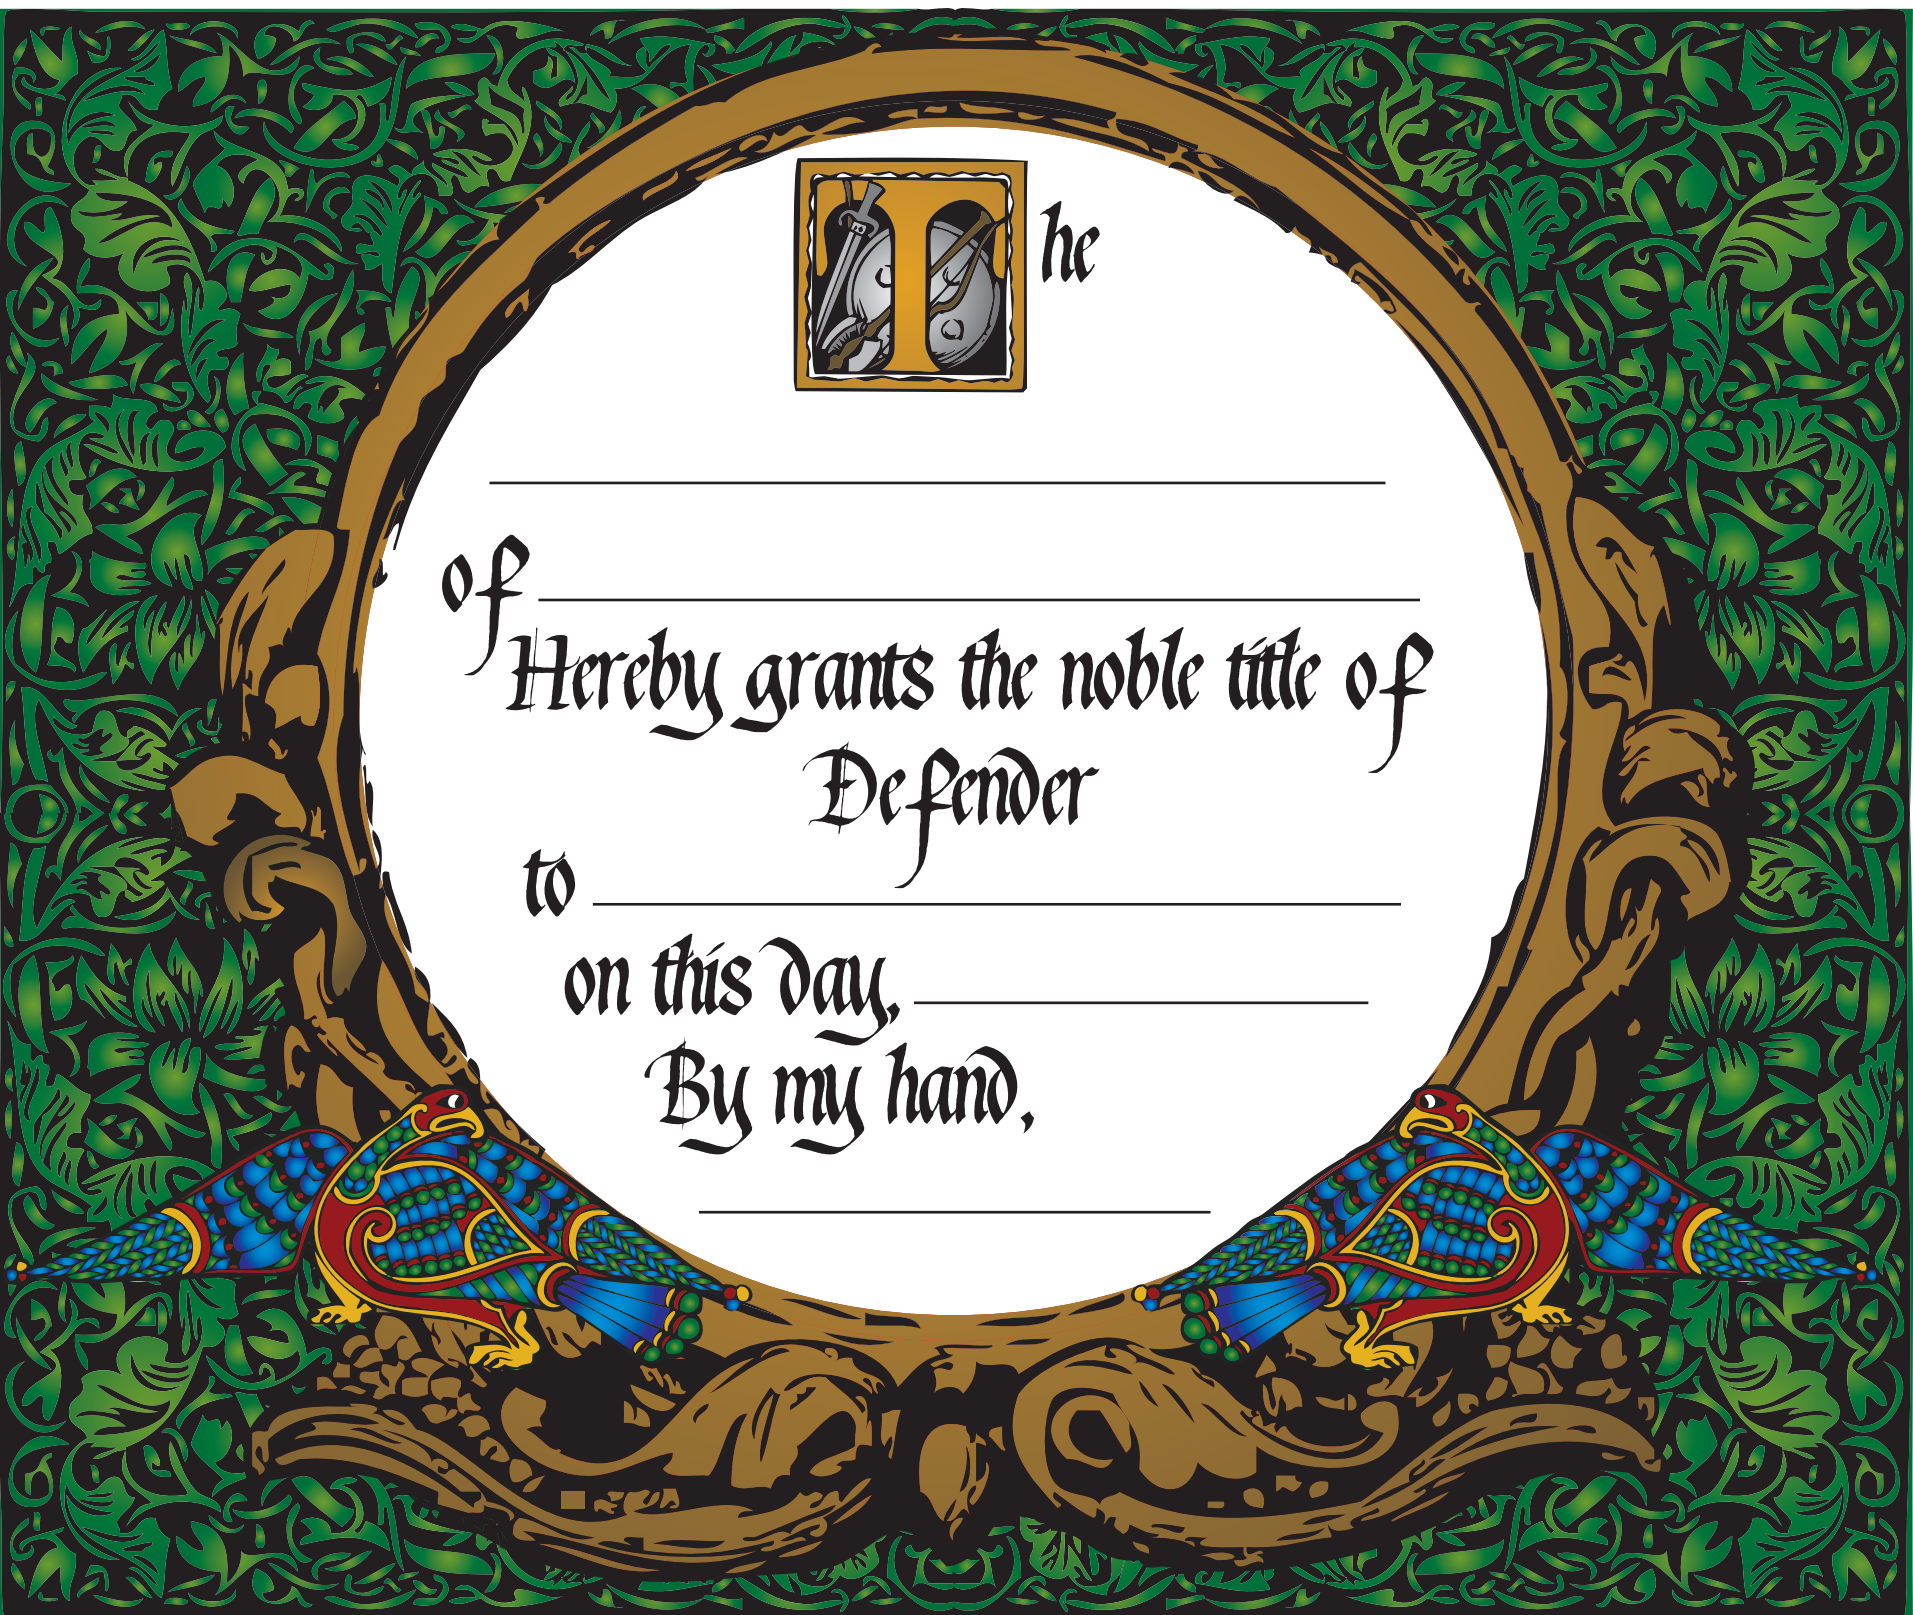 The
of
Hereby grants the noble title of
Defender
to
on this day,
By my hand,